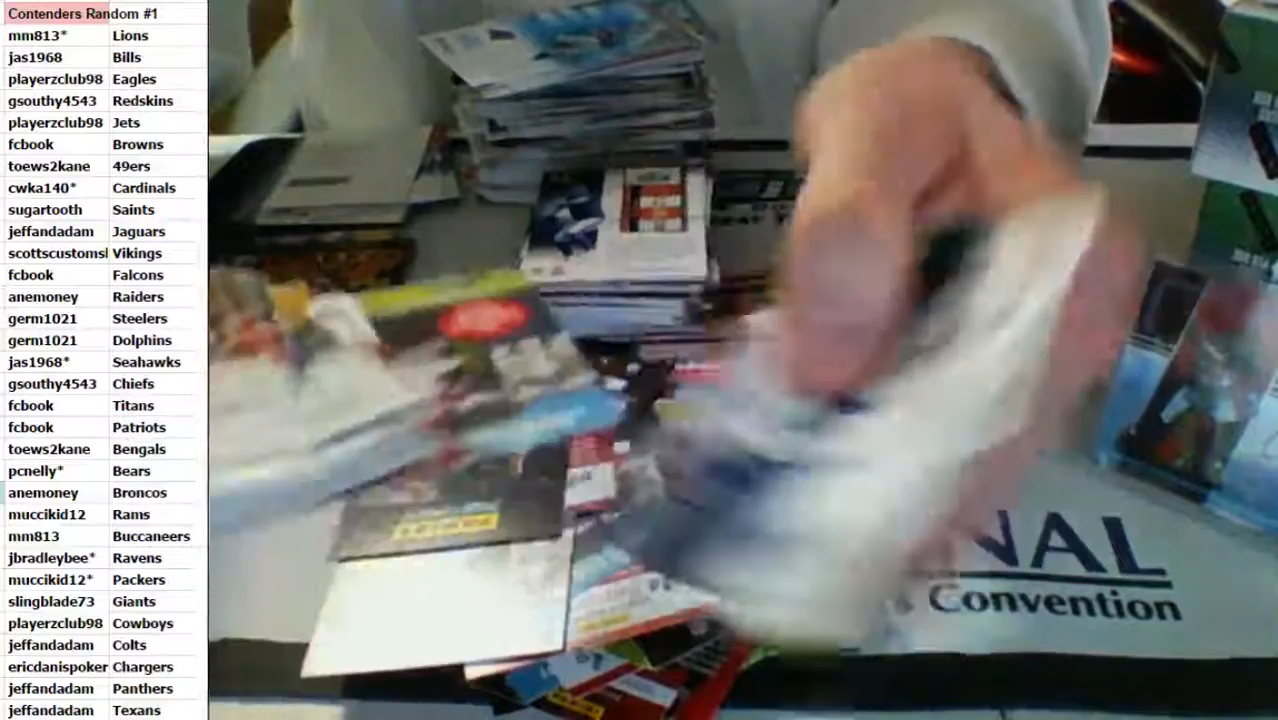 Contenders Random #1
mm813* Lions
jas1968 Bills
playerzclub98 Eagles
gsouthy4543 Redskins
playerzclub98 Jets
fcbook Browns
toews2kane 49ers
cwka140* Cardinals
sugartooth Saints
jeffandadam Jaguars
scottscustomsl Vikings
fcbook Falcons
anemoney Raiders
germ1021 Steelers
germ1021 Dolphins
jas1968* Seahawks
gsouthy4543 Chiefs
fcbook Titans
fcbook Patriots
toews2kane Bengals
pcnelly* Bears
anemoney Broncos
muccikid12 Rams
mm813 Buccaneers
jbradleybee* Ravens
muccikid12* Packers
slingblade73 Giants
playerzclub98 Cowboys
jeffandadam Colts
ericdanispoker Chargers
jeffandadam Panthers
jeffandadam Texans
NAL
Convention